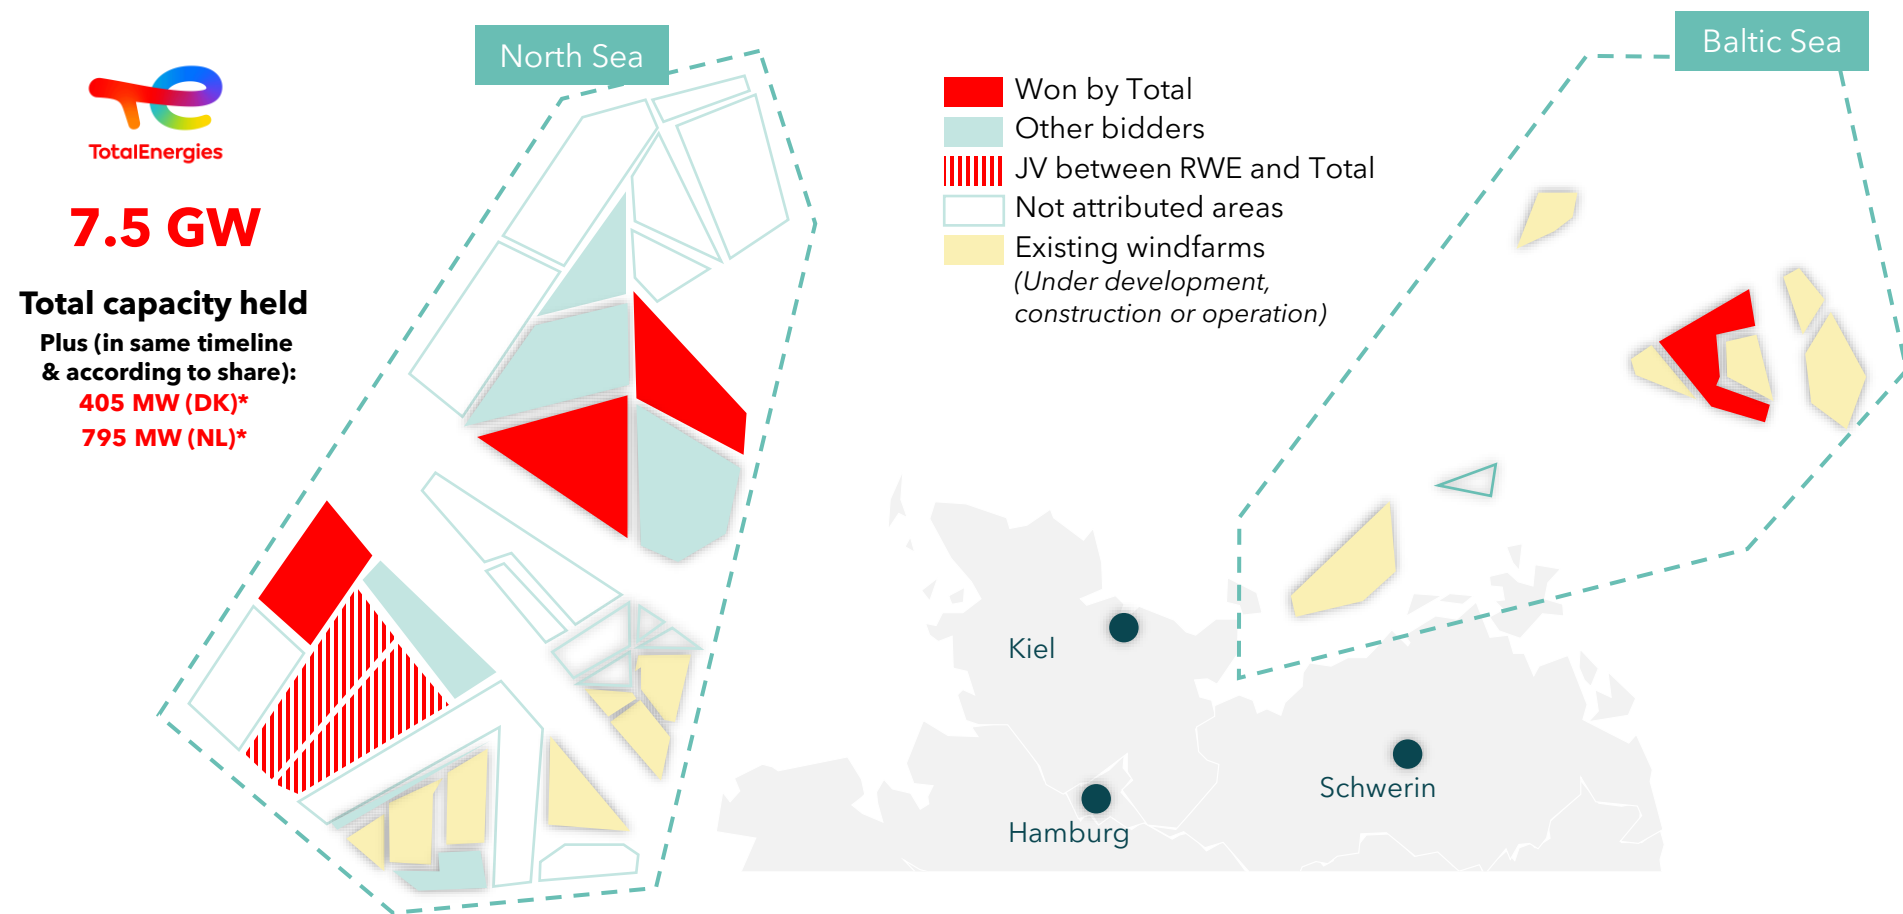 North Sea
Baltic Sea
TotalEnergies
7.5 GW
Total capacity held
Plus (in same timeline
& according to share):
405 MW (DK)*
795 MW (NL)*
Won by Total
Other bidders
JV between RWE and Total
Not attributed areas
Existing windfarms
(Under development,
construction or operation)
Kiel
Schwerin
Hamburg